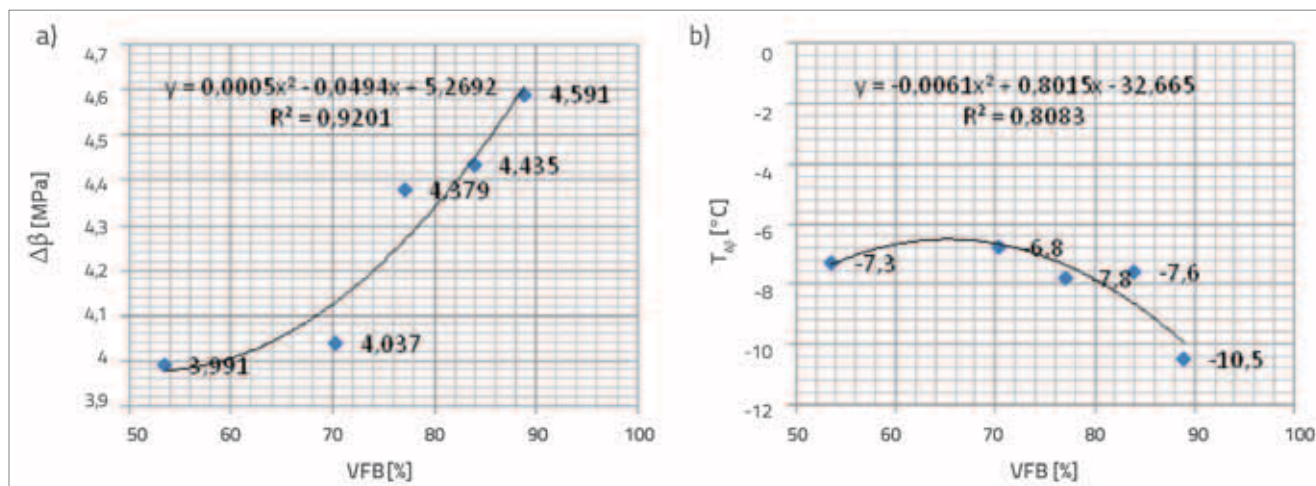 a)
4,7
4,6
4,5
4,4
4,3
4,2
4,1
4
3,9
Δβ [MPa]
y = 0,0005x² - 0,0494x + 5,2692
R² = 0,9201
4,591
4,435
4,379
4,037
3,991
50 60 70 80 90 100
VFB [%]
b)
0
-2
-4
-6
-8
-10
-12
T_Δβ [°C]
y = -0,0061x² + 0,8015x - 32,665
R² = 0,8083
-7,3
-6,8
-7,8
-7,6
-10,5
50 60 70 80 90 100
VFB [%]